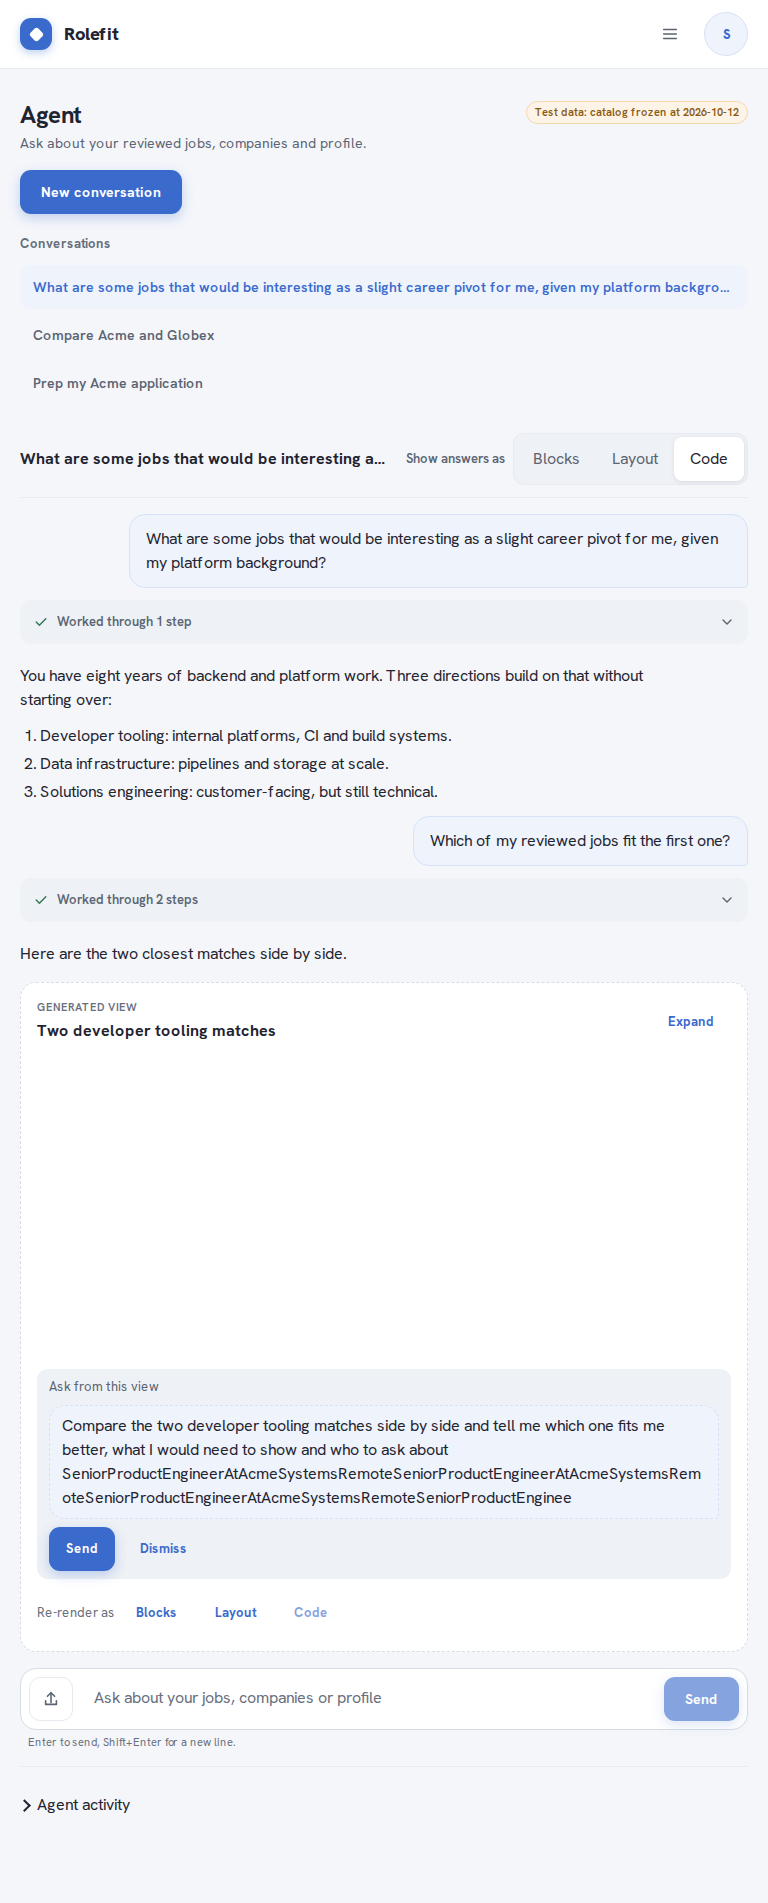 Rolefit
S
Agent
Test data: catalog frozen at 2026-10-12
Ask about your reviewed jobs, companies and profile.
New conversation
Conversations
What are some jobs that would be interesting as a slight career pivot for me, given my platform backgro…
Compare Acme and Globex
Prep my Acme application
What are some jobs that would be interesting a…
Show answers as
Blocks
Layout
Code
What are some jobs that would be interesting as a slight career pivot for me, given
my platform background?
Worked through 1 step
You have eight years of backend and platform work. Three directions build on that without
starting over:
1. Developer tooling: internal platforms, CI and build systems.
2. Data infrastructure: pipelines and storage at scale.
3. Solutions engineering: customer-facing, but still technical.
Which of my reviewed jobs fit the first one?
Worked through 2 steps
Here are the two closest matches side by side.
GENERATED VIEW
Two developer tooling matches
Expand
Ask from this view
Compare the two developer tooling matches side by side and tell me which one fits me
better, what I would need to show and who to ask about
SeniorProductEngineerAtAcmeSystemsRemoteSeniorProductEngineerAtAcmeSystemsRem
oteSeniorProductEngineerAtAcmeSystemsRemoteSeniorProductEnginee
Send
Dismiss
Re-render as
Blocks
Layout
Code
Ask about your jobs, companies or profile
Send
Enter to send, Shift+Enter for a new line.
Agent activity